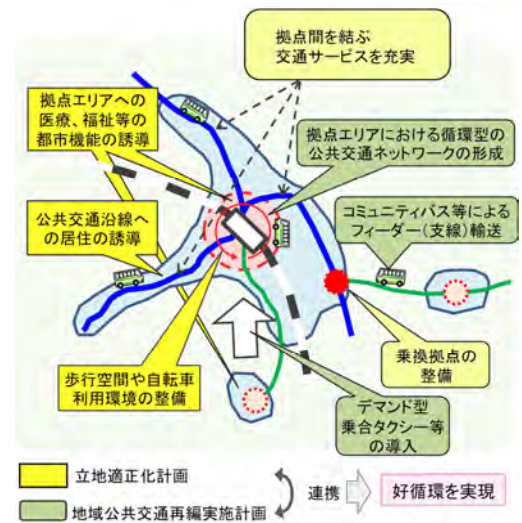 拠点間を結ぶ
交通サービスを充実
拠点エリアへの
医療、福祉等の
都市機能の誘導
拠点エリアにおける循環型の
公共交通ネットワークの形成
公共交通沿線へ
の居住の誘導
コミュニティバス等による
フィーダー(支線)輸送
歩行空間や自転車
利用環境の整備
乗換拠点の
整備
デマンド型
乗合タクシー等
の導入
立地適正化計画
地域公共交通再編実施計画
連携
好循環を実現